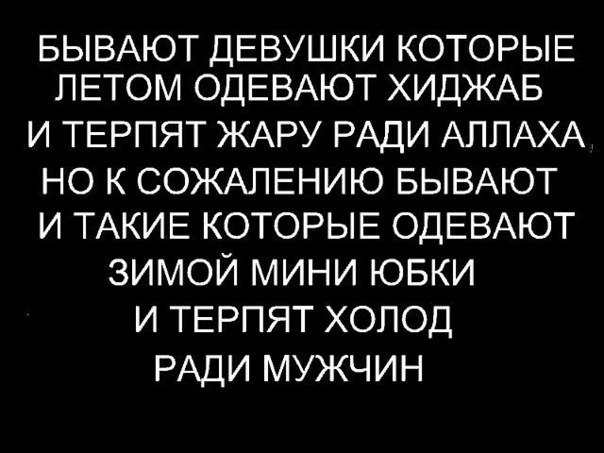 БЫВАЮТ ДЕВУШКИ КОТОРЫЕ
ЛЕТОМ ОДЕВАЮТ ХИДЖАБ
И ТЕРПЯТ ЖАРУ РАДИ АЛЛАХА
НО К СОЖАЛЕНИЮ БЫВАЮТ
И ТАКИЕ КОТОРЫЕ ОДЕВАЮТ
ЗИМОЙ МИНИ ЮБКИ
И ТЕРПЯТ ХОЛОД
РАДИ МУЖЧИН